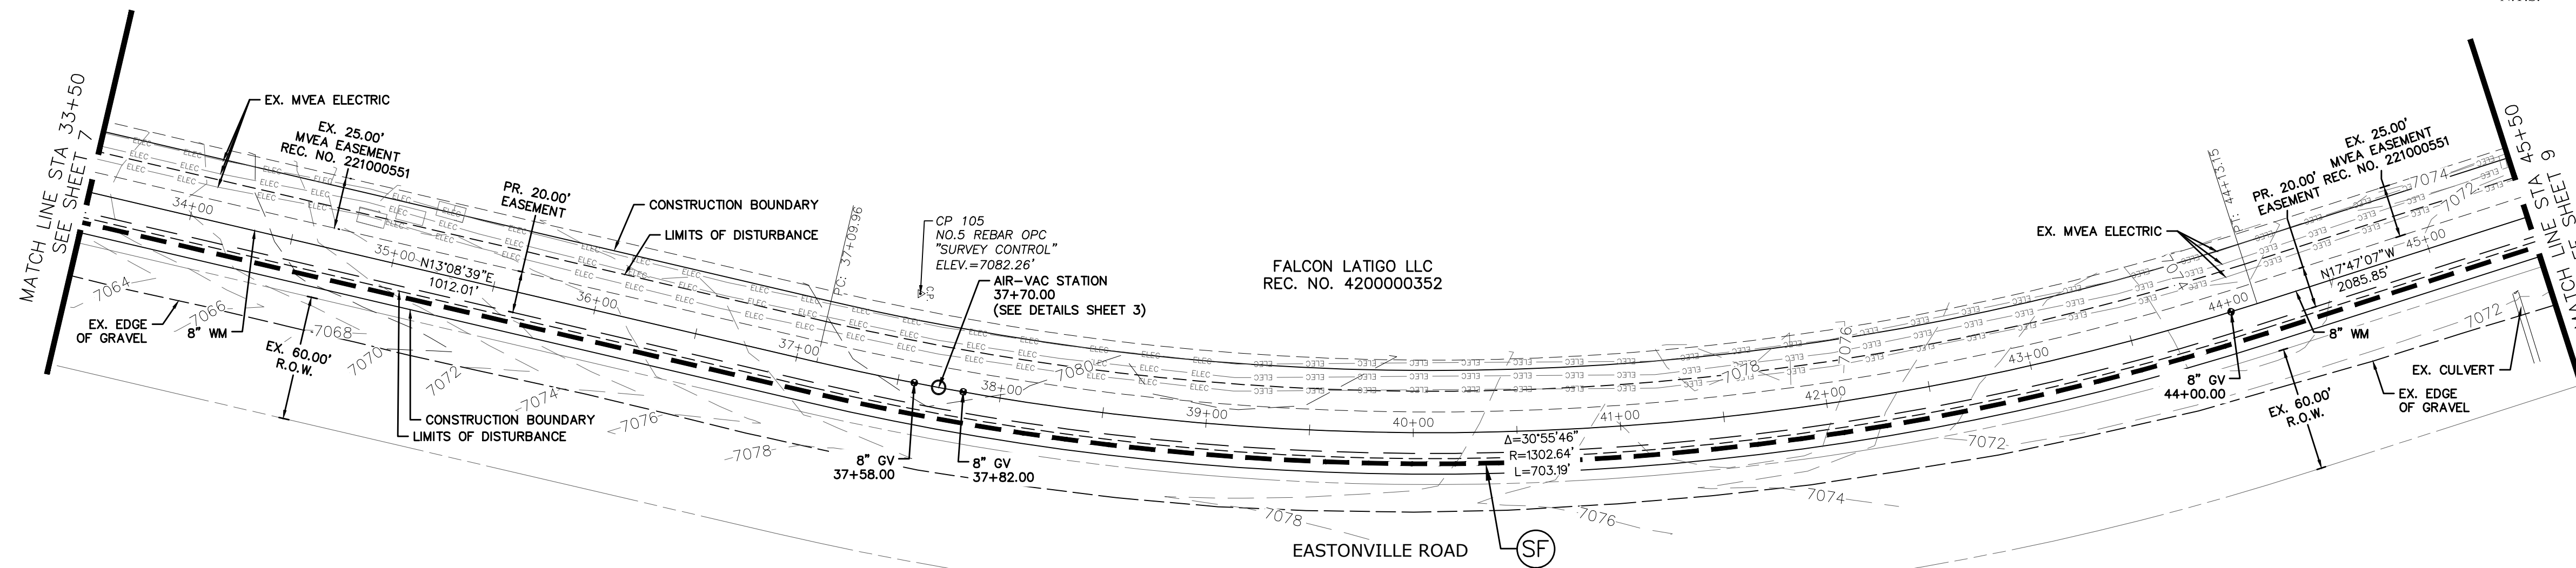 MATCH LINE STA 33+50
SEE SHEET 7
EX. MVEA ELECTRIC
EX. 25.00'
MVEA EASEMENT
REC. NO. 221000551
PR. 20.00'
EASEMENT
CONSTRUCTION BOUNDARY
LIMITS OF DISTURBANCE
34+00
35+00
N13°08'39"E
1012.01'
36+00
37+00
PC: 37+09.96
CP 105
NO.5 REBAR OPC
"SURVEY CONTROL"
ELEV.=7082.26'
CP
AIR-VAC STATION
37+70.00
(SEE DETAILS SHEET 3)
7064
7066
7068
7070
7072
7074
7076
7078
EX. EDGE
OF GRAVEL
8" WM
EX. 60.00'
R.O.W.
CONSTRUCTION BOUNDARY
LIMITS OF DISTURBANCE
8" GV
37+58.00
8" GV
37+82.00
38+00
7080
39+00
40+00
41+00
42+00
43+00
44+00
45+00
FALCON LATIGO LLC
REC. NO. 4200000352
Δ=30°55'46"
R=1302.64'
L=703.19'
7078
7076
7074
7072
7078
7076
EASTONVILLE ROAD
SF
EX. MVEA ELECTRIC
PT: 44+13.15
PR. 20.00'
EASEMENT
EX. 25.00'
MVEA EASEMENT
REC. NO. 221000551
7074
7072
N17°47'07"W
2085.85'
8" WM
8" GV
44+00.00
EX. 60.00'
R.O.W.
7072
EX. CULVERT
EX. EDGE
OF GRAVEL
MATCH LINE STA 45+50
SEE SHEET 9
ELEC